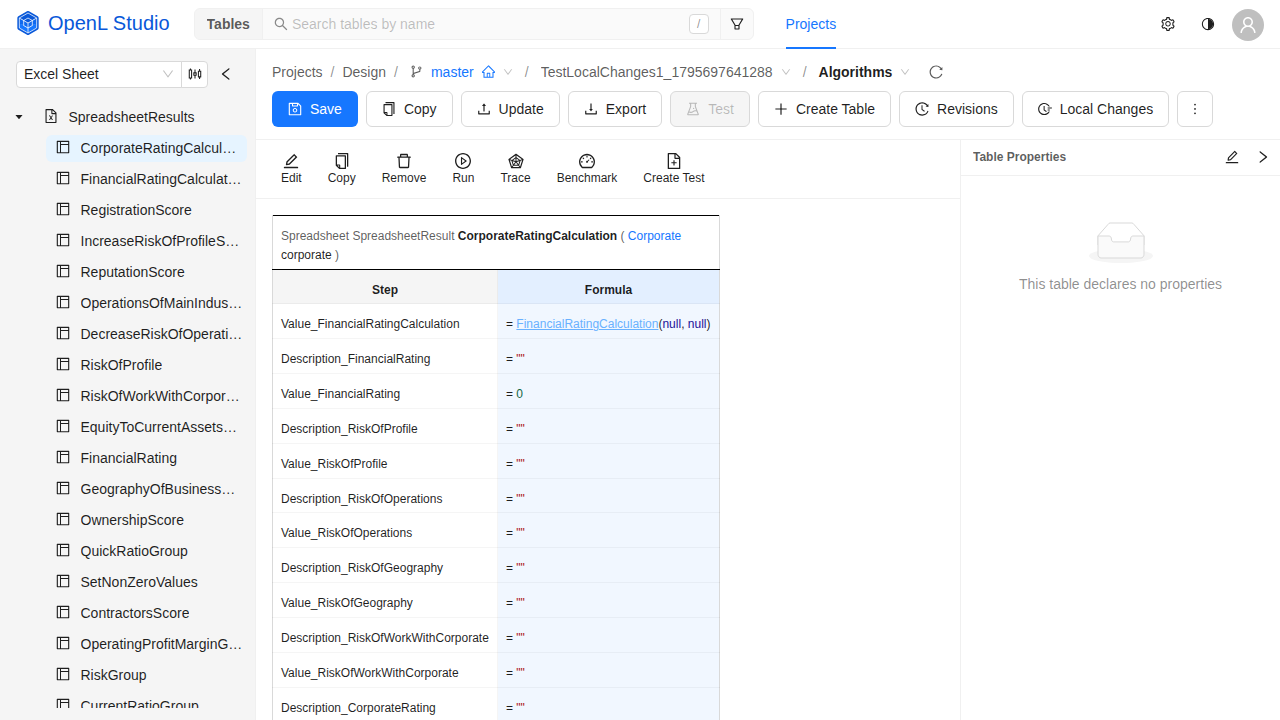 OpenL Studio
Tables
Search tables by name
/
Projects
Excel Sheet
Projects / Design / master / TestLocalChanges1_1795697641288 / Algorithms
Save
Copy
Update
Export
Test
Create Table
Revisions
Local Changes
SpreadsheetResults
CorporateRatingCalcul...
FinancialRatingCalculat...
RegistrationScore
IncreaseRiskOfProfileS...
ReputationScore
OperationsOfMainIndus...
DecreaseRiskOfOperati...
RiskOfProfile
RiskOfWorkWithCorpor...
EquityToCurrentAssets...
FinancialRating
GeographyOfBusiness...
OwnershipScore
QuickRatioGroup
SetNonZeroValues
ContractorsScore
OperatingProfitMarginG...
RiskGroup
CurrentRatioGroup
Edit
Copy
Remove
Run
Trace
Benchmark
Create Test
Spreadsheet SpreadsheetResult CorporateRatingCalculation ( Corporate
corporate )
Step Formula
Value_FinancialRatingCalculation = FinancialRatingCalculation(null, null)
Description_FinancialRating = ""
Value_FinancialRating = 0
Description_RiskOfProfile = ""
Value_RiskOfProfile = ""
Description_RiskOfOperations = ""
Value_RiskOfOperations = ""
Description_RiskOfGeography = ""
Value_RiskOfGeography = ""
Description_RiskOfWorkWithCorporate = ""
Value_RiskOfWorkWithCorporate = ""
Description_CorporateRating = ""
Table Properties
This table declares no properties